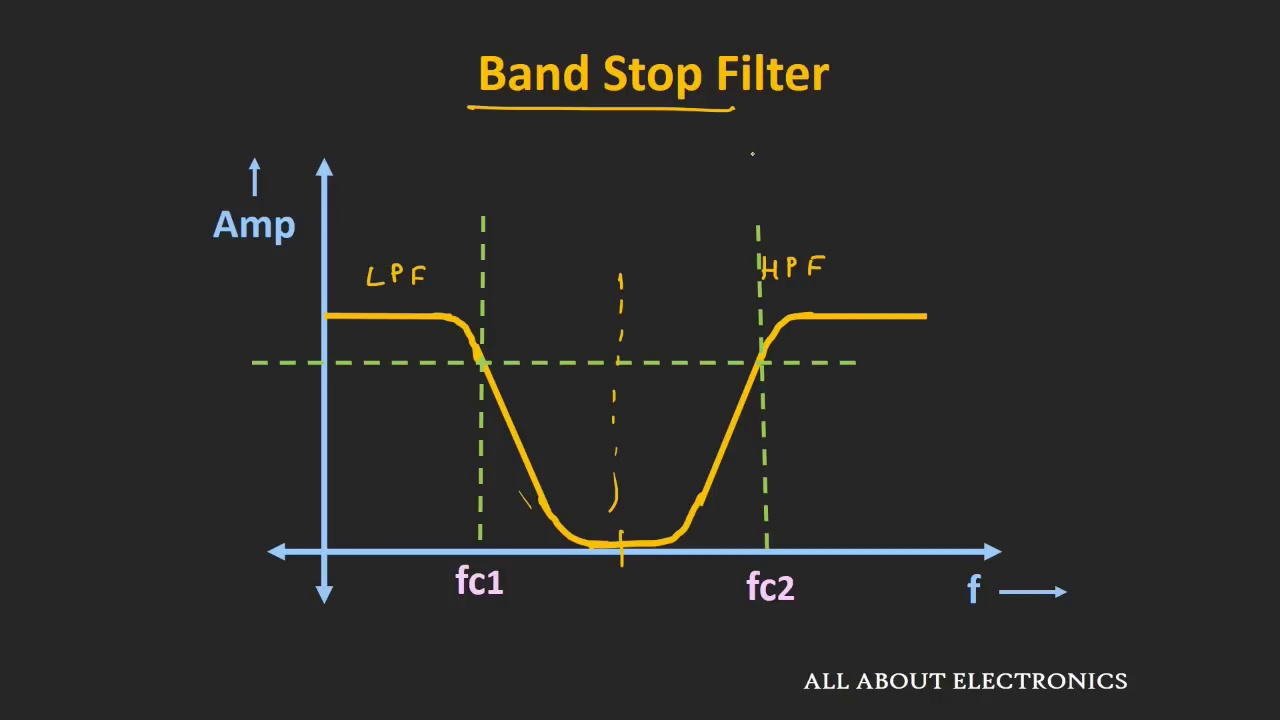 Band Stop Filter
Amp
LPF
HPF
fc1
fc2
f
ALL ABOUT ELECTRONICS